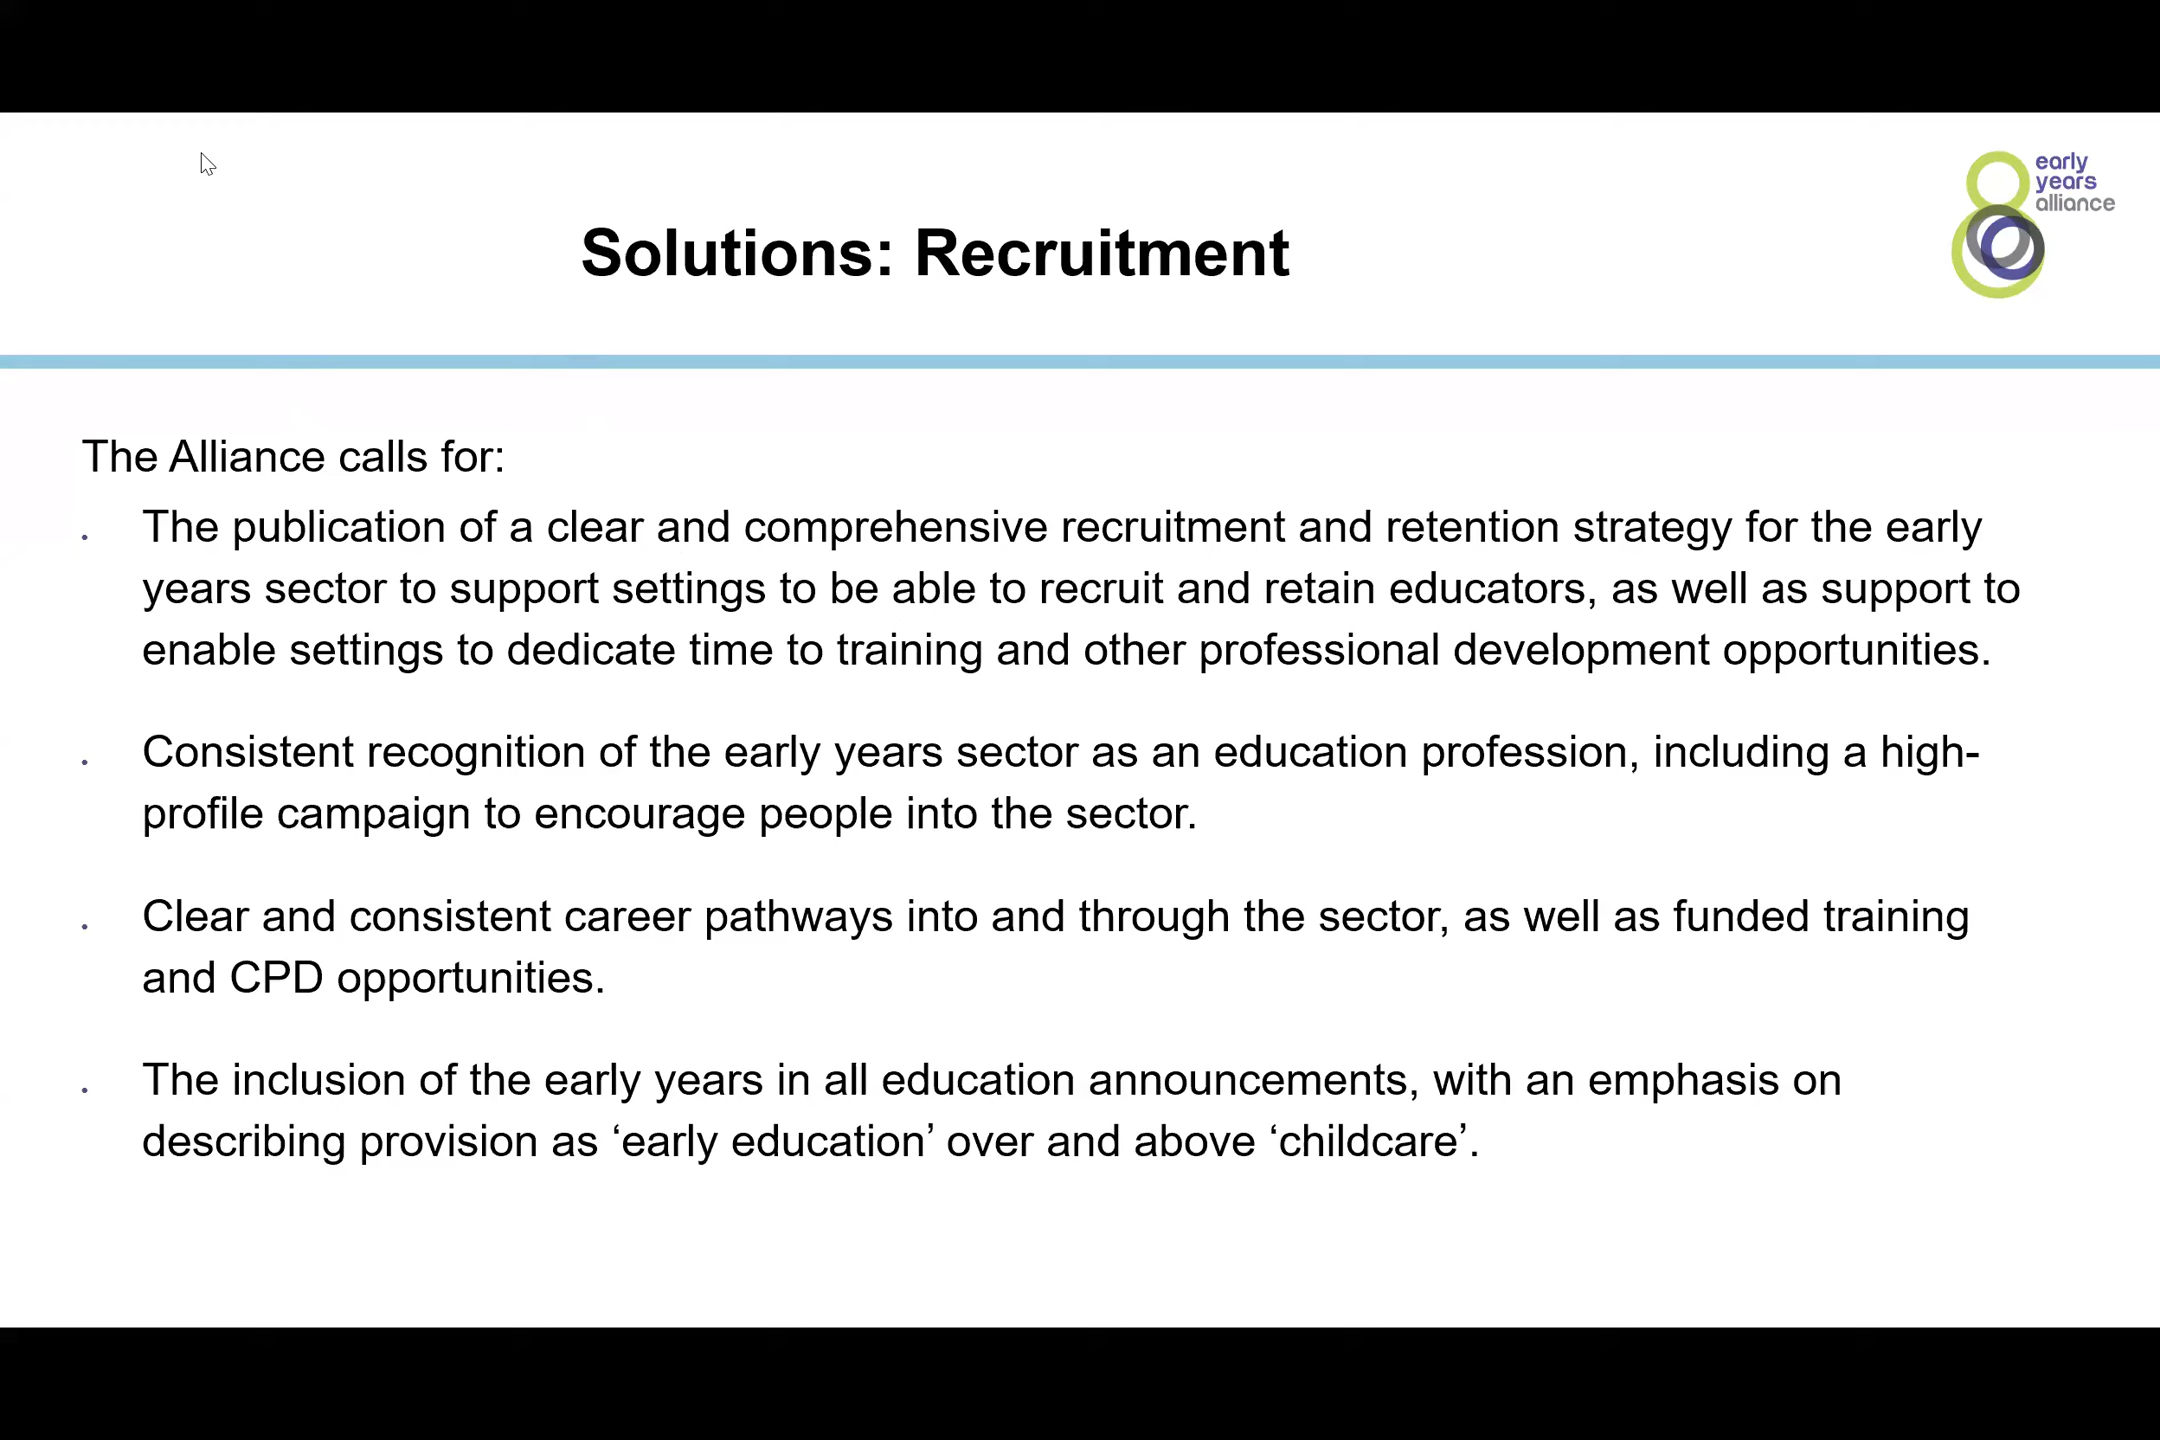 early
years
alliance
Solutions: Recruitment
The Alliance calls for:
. The publication of a clear and comprehensive recruitment and retention strategy for the early
years sector to support settings to be able to recruit and retain educators, as well as support to
enable settings to dedicate time to training and other professional development opportunities.
. Consistent recognition of the early years sector as an education profession, including a high-
profile campaign to encourage people into the sector.
. Clear and consistent career pathways into and through the sector, as well as funded training
and CPD opportunities.
. The inclusion of the early years in all education announcements, with an emphasis on
describing provision as ‘early education’ over and above ‘childcare’.